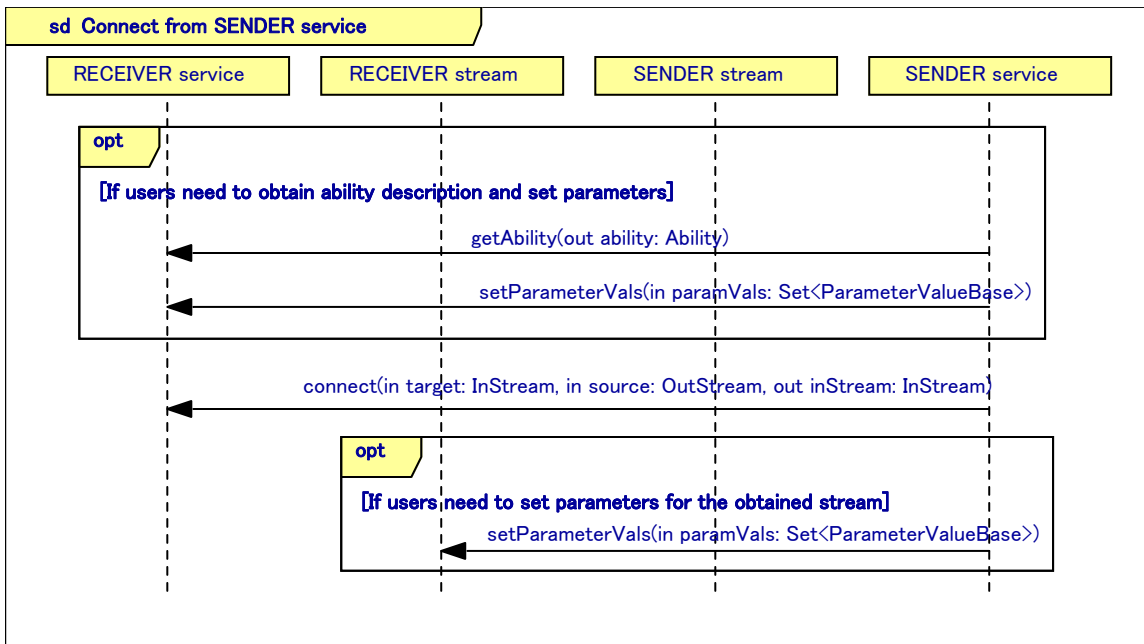 sd Connect from SENDER service
RECEIVER service
RECEIVER stream
SENDER stream
SENDER service
opt
[If users need to obtain ability description and set parameters]
getAbility(out ability: Ability)
setParameterVals(in paramVals: Set<ParameterValueBase>)
connect(in target: InStream, in source: OutStream, out inStream: InStream)
opt
[If users need to set parameters for the obtained stream]
setParameterVals(in paramVals: Set<ParameterValueBase>)